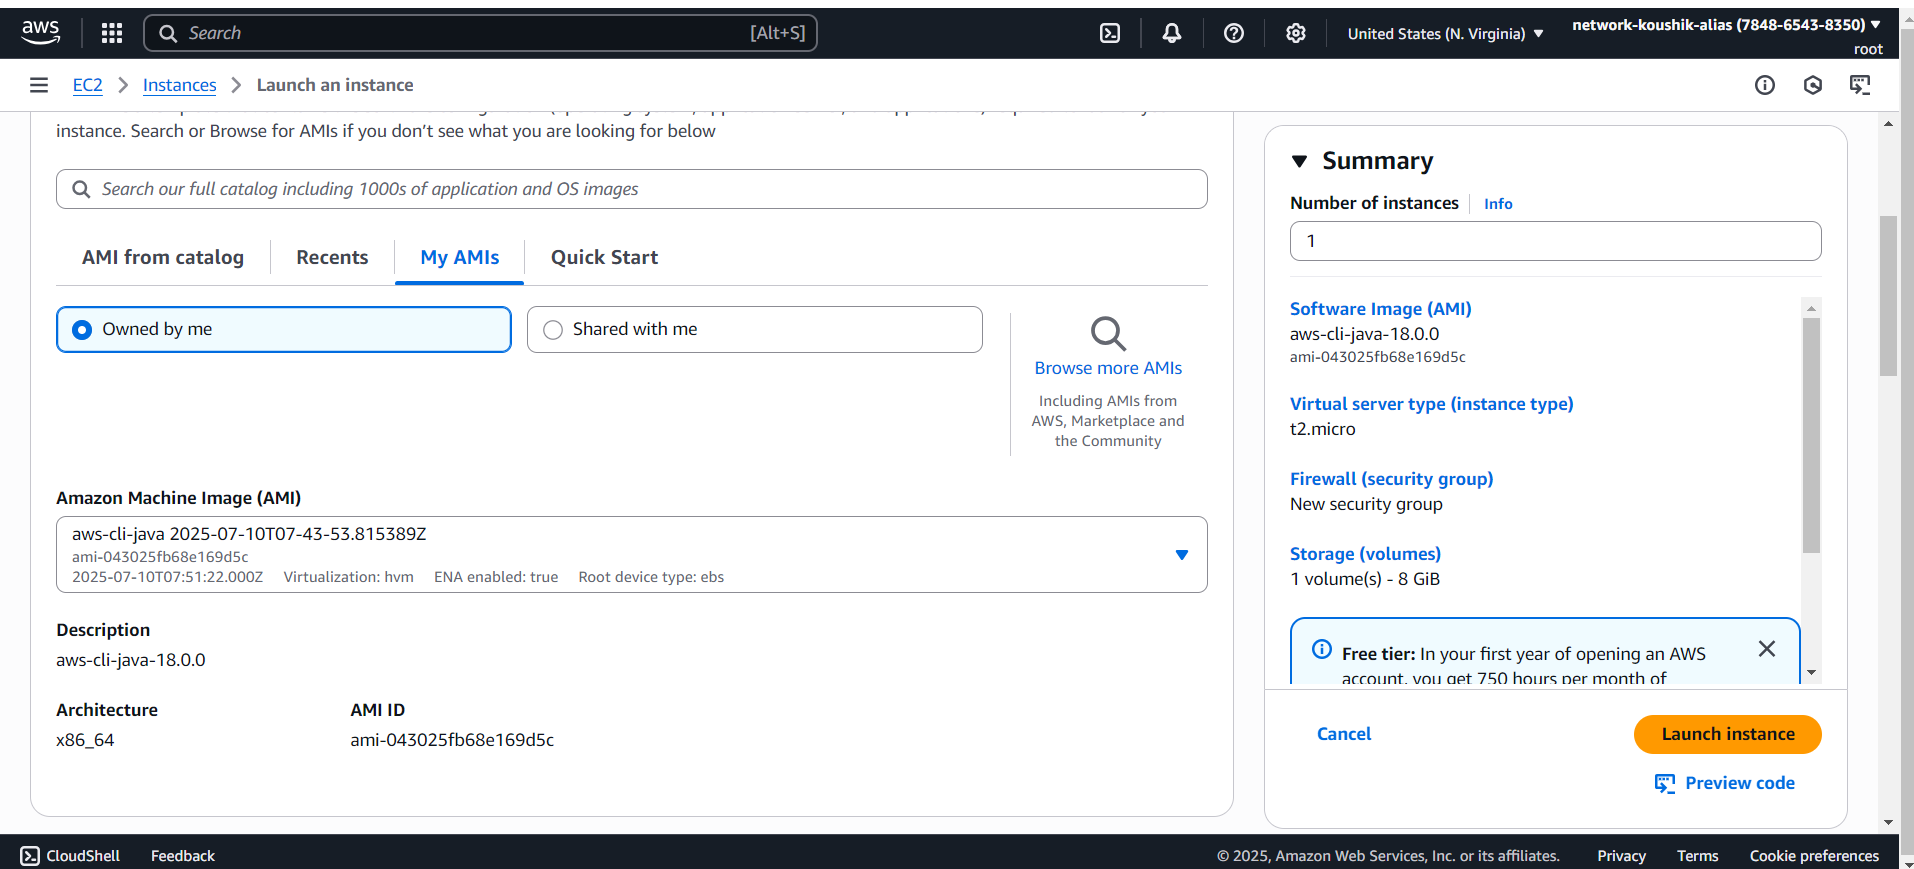 aws
Search
[Alt+S]
United States (N. Virginia)
network-koushik-alias (7848-6543-8350)
root
EC2
Instances
Launch an instance
instance. Search or Browse for AMIs if you don't see what you are looking for below
Search our full catalog including 1000s of application and OS images
AMI from catalog
Recents
My AMIs
Quick Start
Owned by me
Shared with me
Browse more AMIs
Including AMIs from
AWS, Marketplace and
the Community
Amazon Machine Image (AMI)
aws-cli-java 2025-07-10T07-43-53.815389Z
ami-043025fb68e169d5c
2025-07-10T07:51:22.000Z Virtualization: hvm ENA enabled: true Root device type: ebs
Description
aws-cli-java-18.0.0
Architecture
x86_64
AMI ID
ami-043025fb68e169d5c
Summary
Number of instances
Info
1
Software Image (AMI)
aws-cli-java-18.0.0
ami-043025fb68e169d5c
Virtual server type (instance type)
t2.micro
Firewall (security group)
New security group
Storage (volumes)
1 volume(s) - 8 GiB
Free tier: In your first year of opening an AWS
account, you get 750 hours per month of
Cancel
Launch instance
Preview code
CloudShell
Feedback
© 2025, Amazon Web Services, Inc. or its affiliates.
Privacy
Terms
Cookie preferences